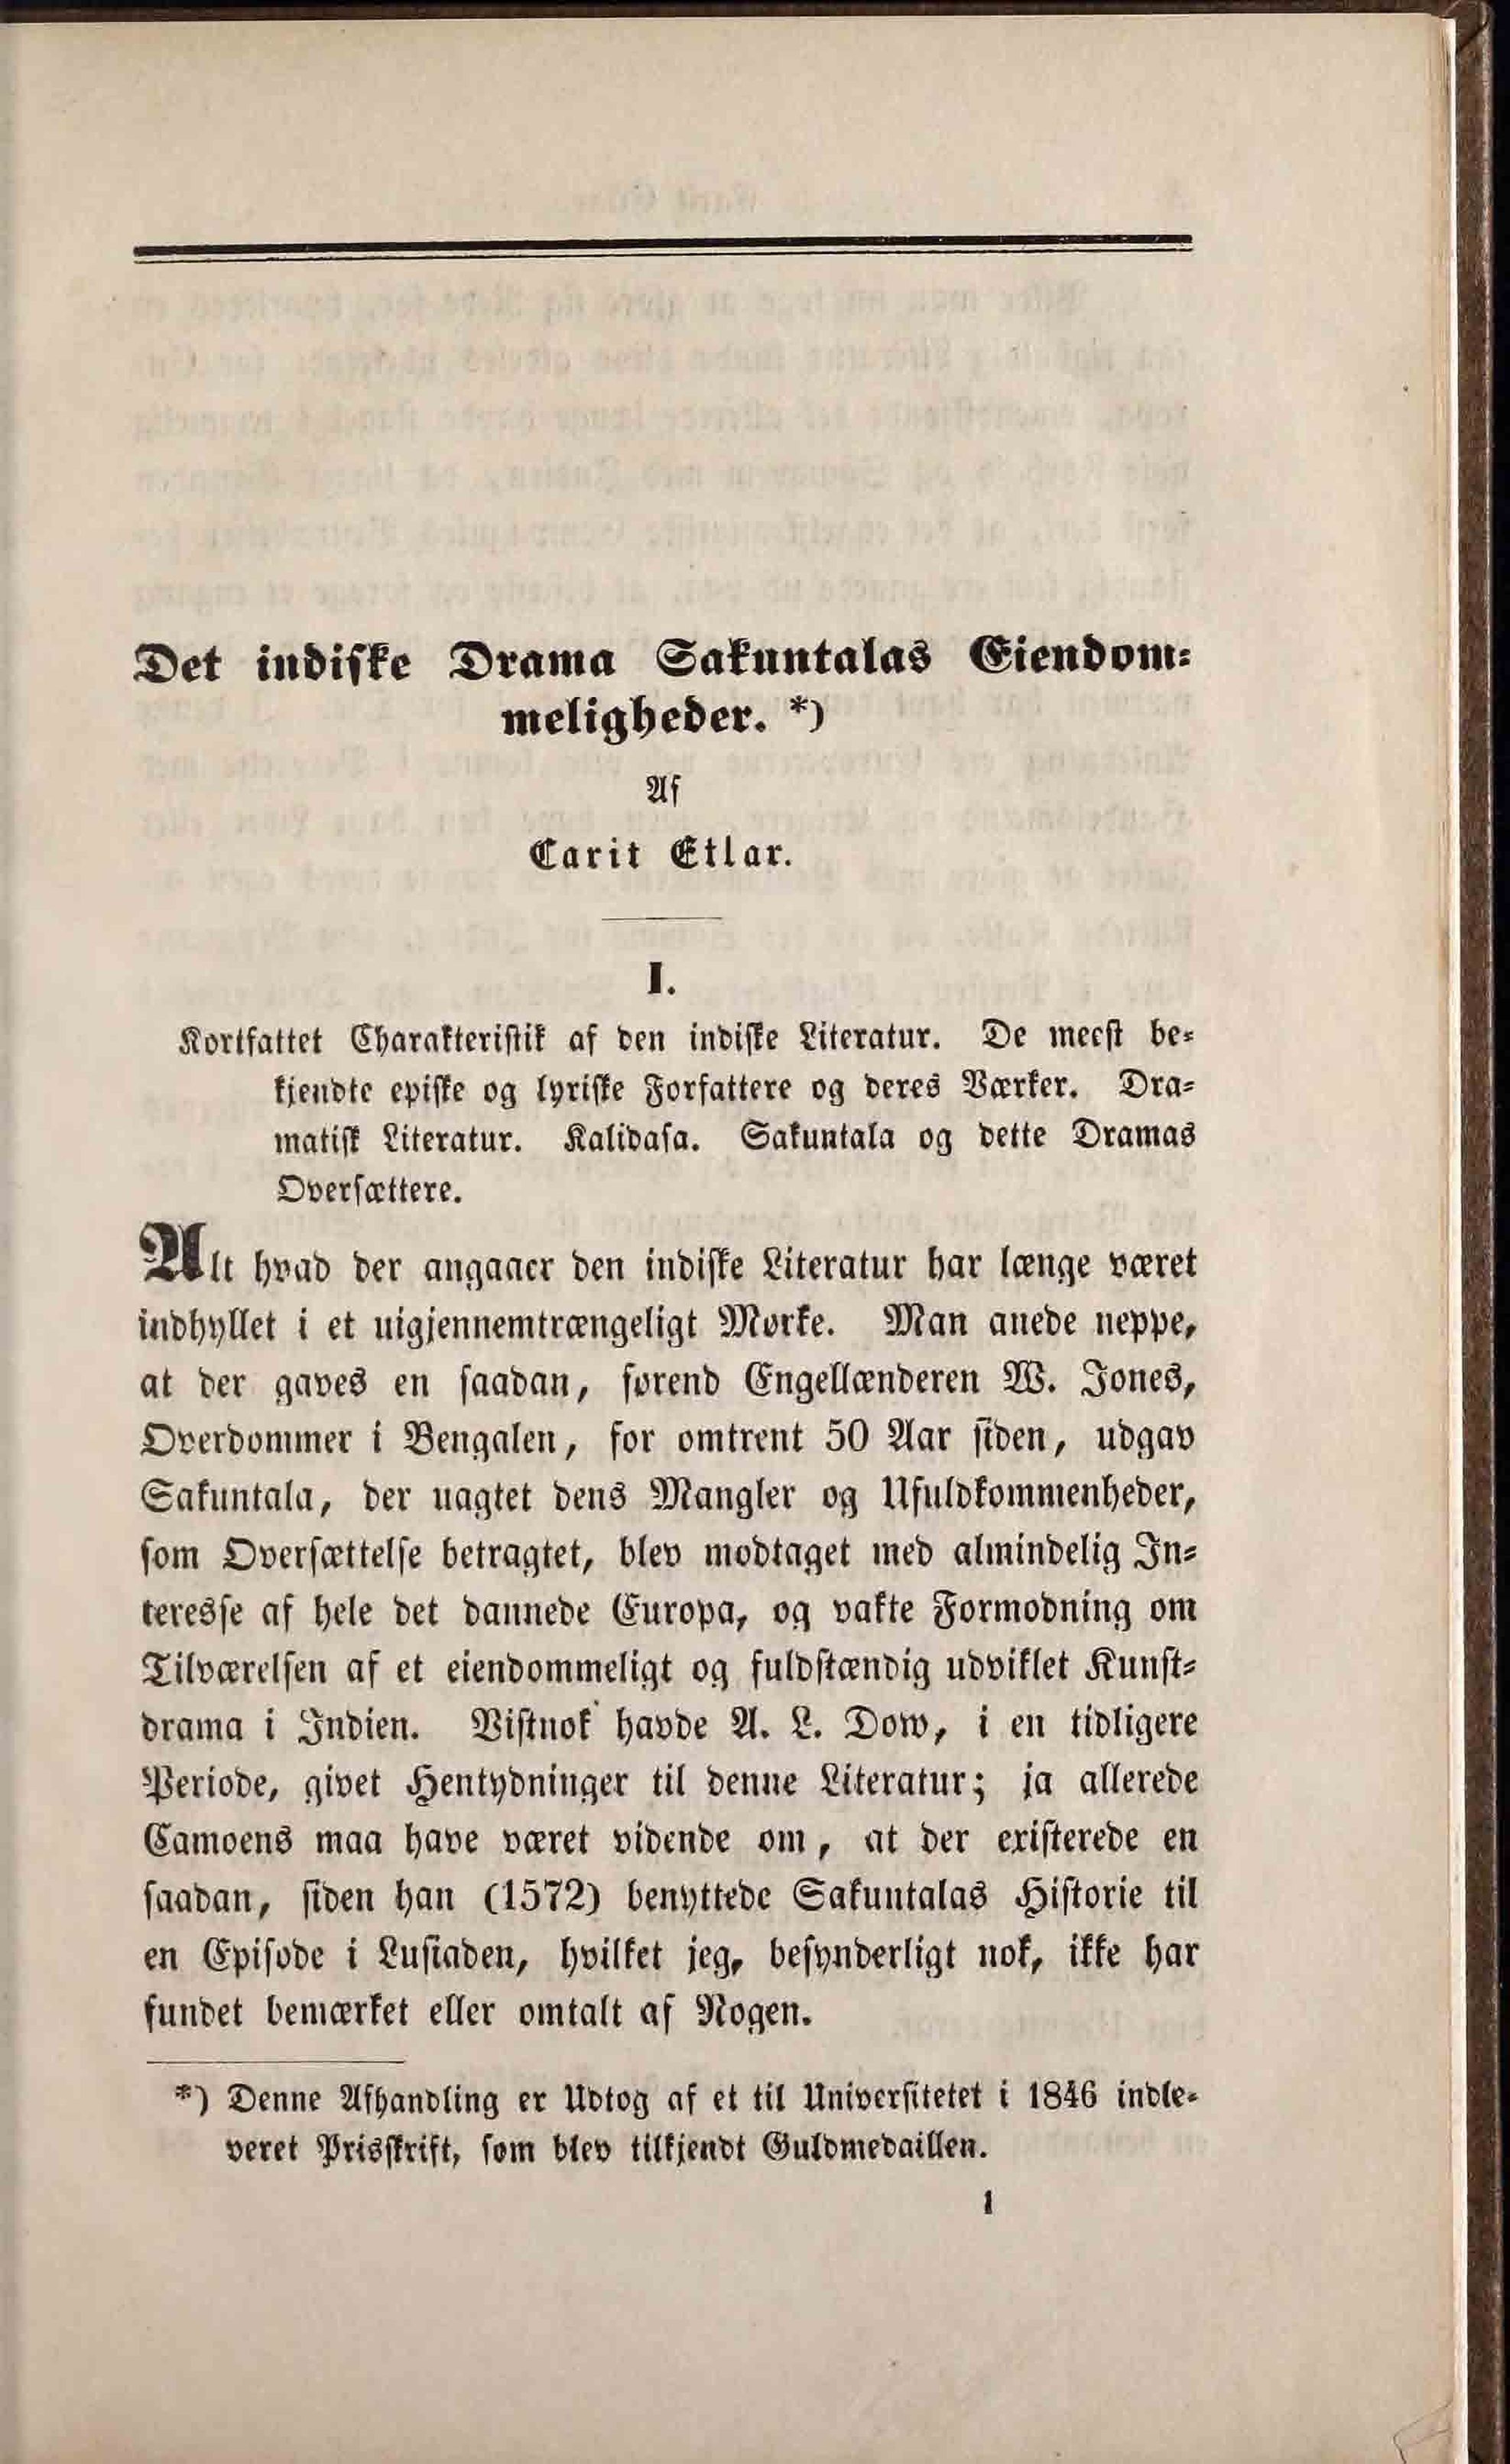 Det indiske Drama Sakuntalas Eiendom-
meligheder. *)
Af
Carit Etlar.
I.
Kortfattet Charakteristik af den indiske Literatur. De meest be-
kjendte episke og lyriske Forfattere og deres Værker. Dra-
matisk Literatur. Kalidasa. Sakuntala og dette Dramas
Oversættere.
Alt hvad der angaaer den indiske Literatur har længe været
indhyllet i et uigjennemtrængeligt Mørke. Man anede neppe,
at der gaves en saadan, førend Engellænderen W. Jones,
Overdommer i Bengalen, for omtrent 50 Aar siden, udgav
Sakuntala, der uagtet dens Mangler og Ufuldkommenheder,
som Oversættelse betragtet, blev modtaget med almindelig In-
teresse af hele det dannede Europa, og vakte Formodning om
Tilværelsen af et eiendommeligt og fuldstændig udviklet Kunst-
drama i Indien. Vistnok havde A. L. Dow, i en tidligere
Periode, givet Hentydninger til denne Literatur; ja allerede
Camoens maa have været vidende om, at der existerede en
saadan, siden han (1572) benyttede Sakuntalas Historie til
en Episode i Lusiaden, hvilket jeg, besynderligt nok, ikke har
fundet bemærket eller omtalt af Nogen.
*) Denne Afhandling er Udtog af et til Universitetet i 1846 indle-
veret Prisskrift, som blev tilkjendt Guldmedaillen.
1